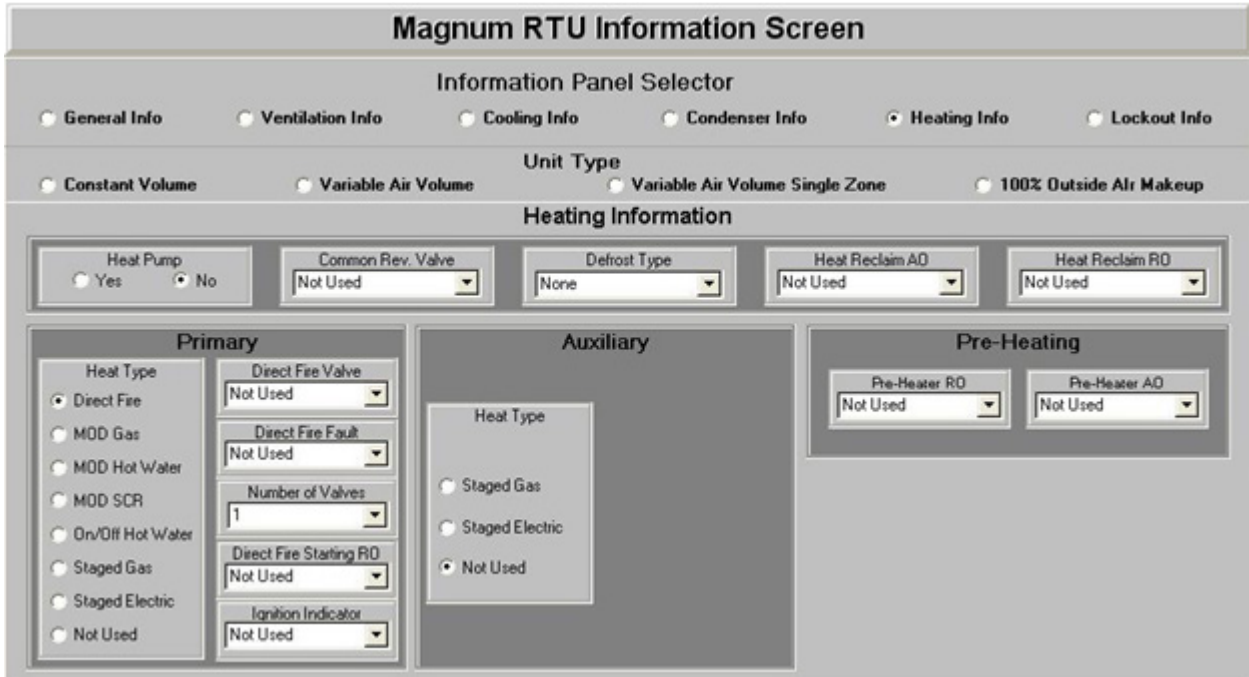 Magnum RTU Information Screen
Information Panel Selector
General Info Ventilation Info Cooling Info Condenser Info Heating Info Lockout Info
Unit Type
Constant Volume Variable Air Volume Variable Air Volume Single Zone 100% Outside AIr Makeup
Heating Information
Heat Pump Common Rev. Valve Defrost Type Heat Reclaim AO Heat Reclaim RO
Yes No Not Used None Not Used Not Used
Primary
Heat Type
Direct Fire
MOD Gas
MOD Hot Water
MOD SCR
On/Off Hot Water
Staged Gas
Staged Electric
Not Used
Direct Fire Valve
Not Used
Direct Fire Fault
Not Used
Number of Valves
1
Direct Fire Starting RO
Not Used
Ignition Indicator
Not Used
Auxiliary
Heat Type
Staged Gas
Staged Electric
Not Used
Pre-Heating
Pre-Heater RO Pre-Heater AO
Not Used Not Used